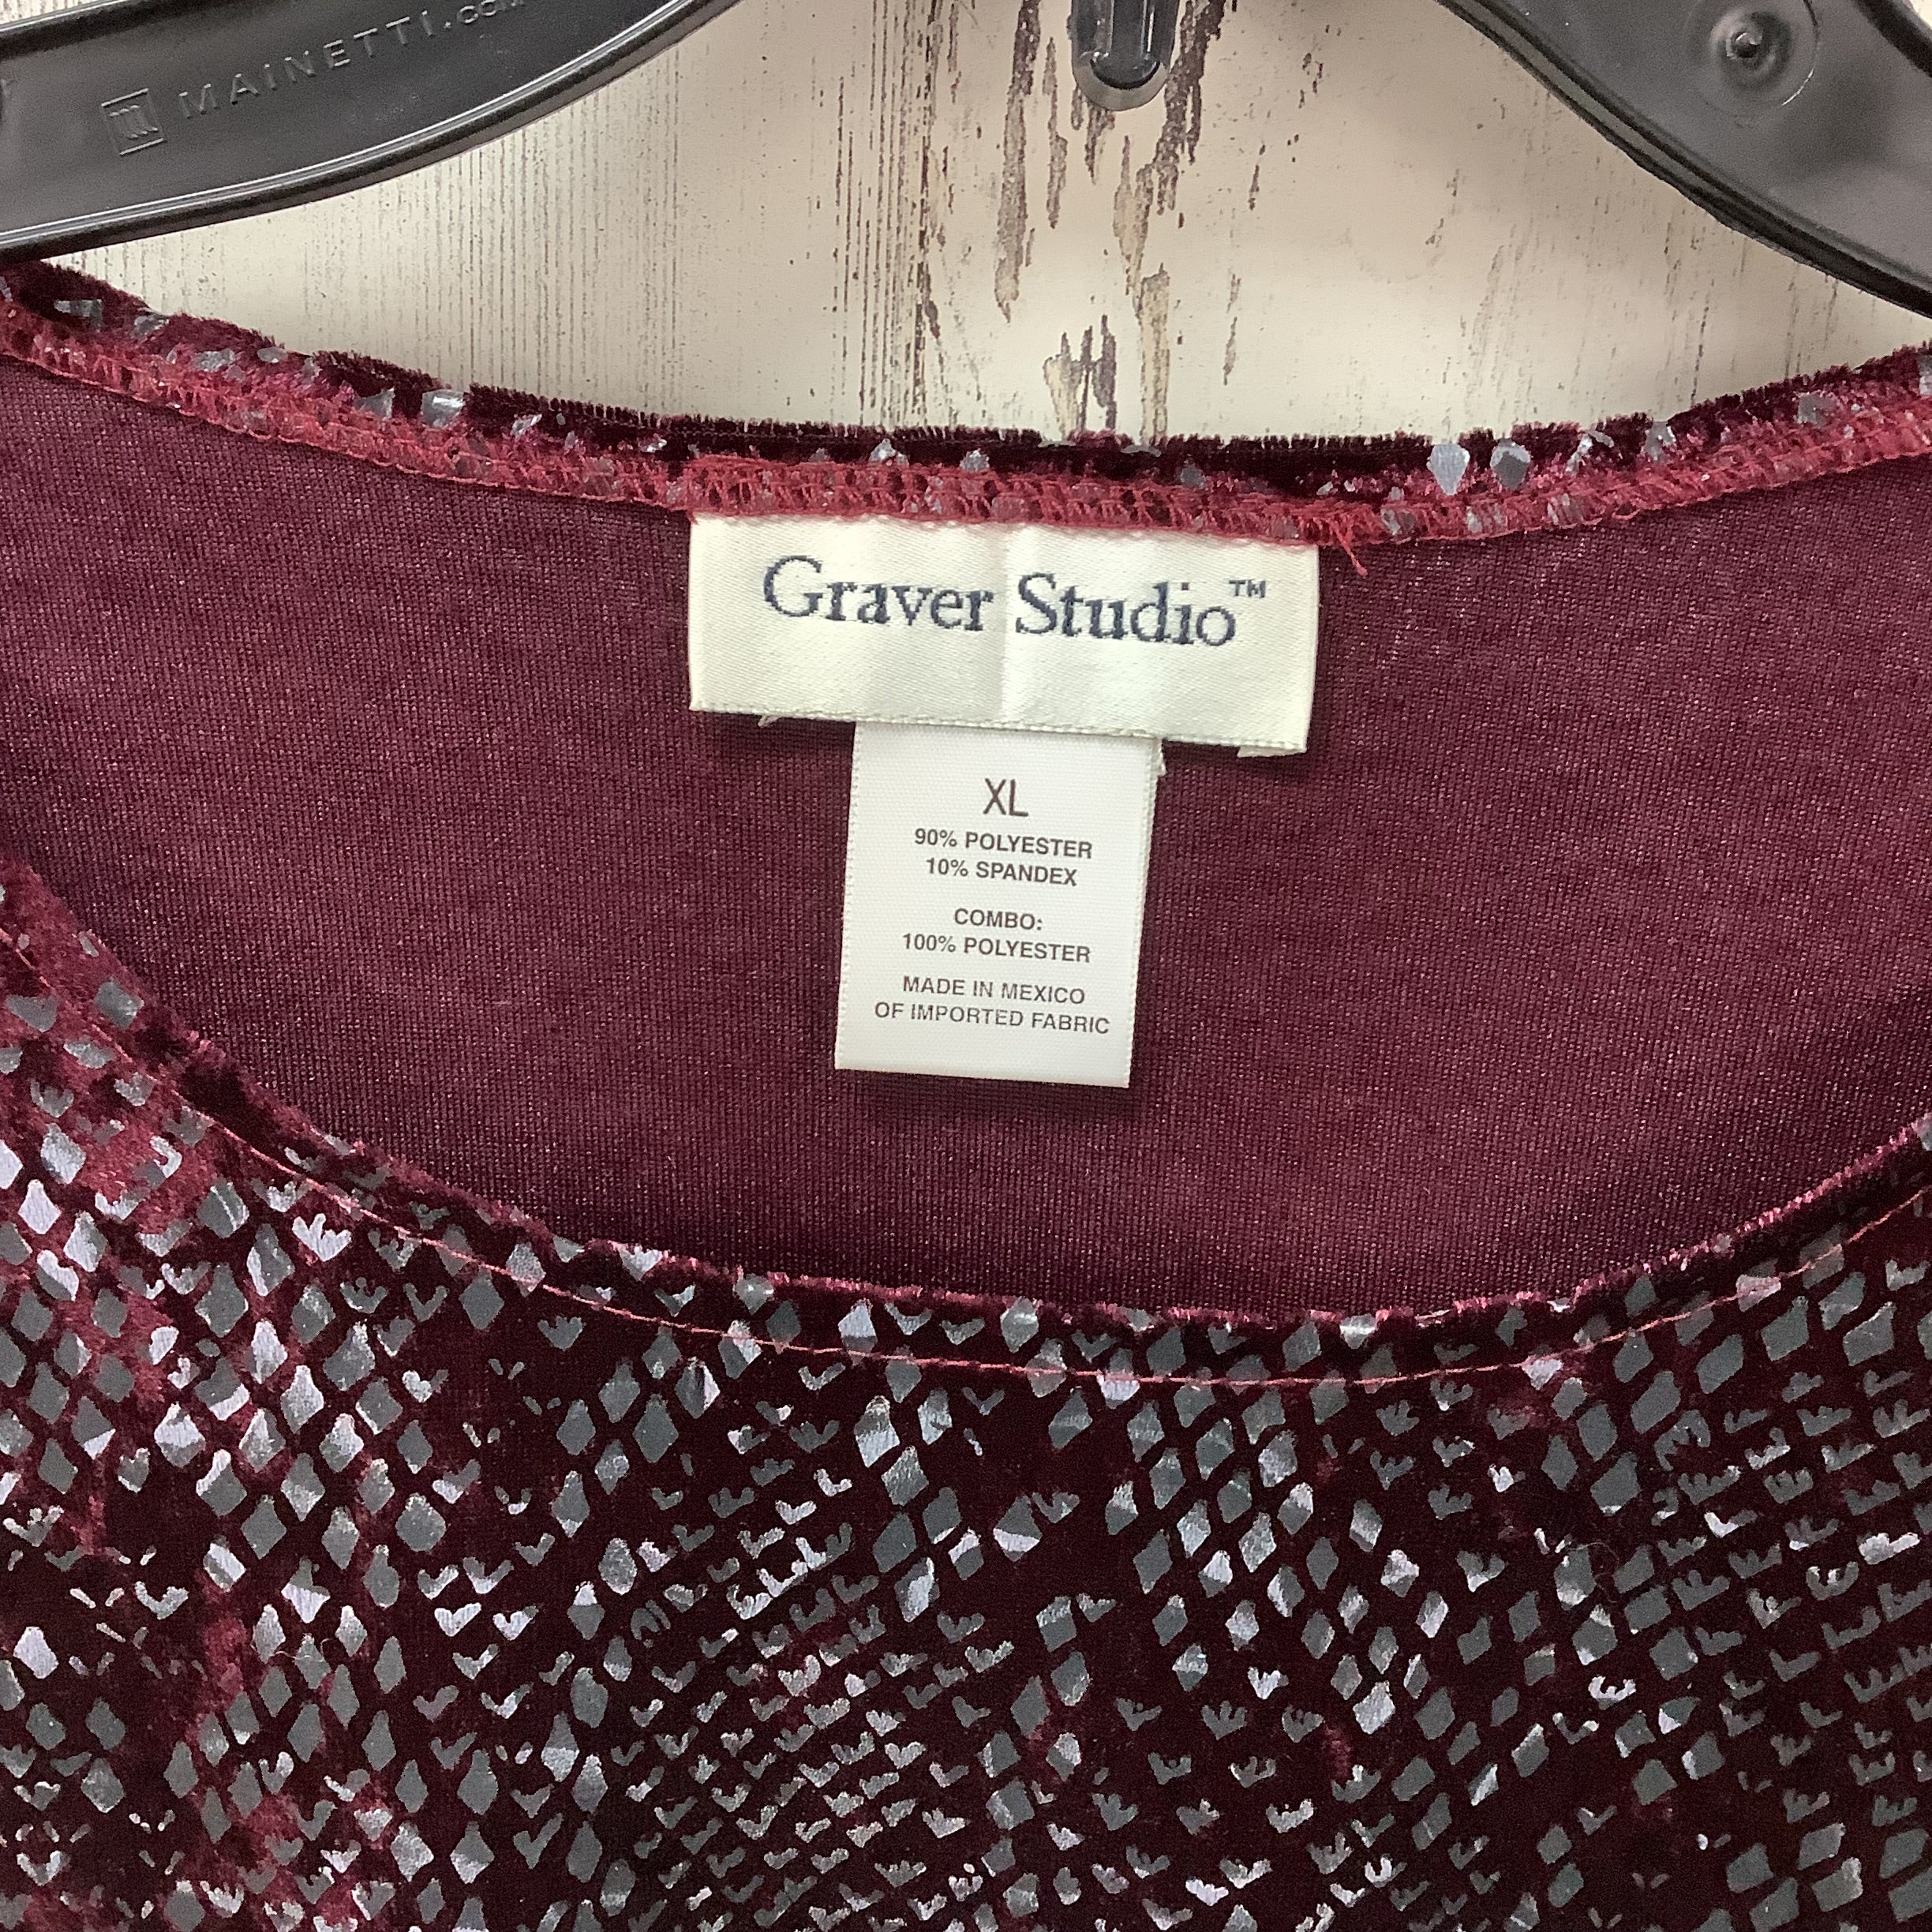 MAINETTI.com
Graver Studio™
XL
90% POLYESTER
10% SPANDEX
COMBO:
100% POLYESTER
MADE IN MEXICO
OF IMPORTED FABRIC